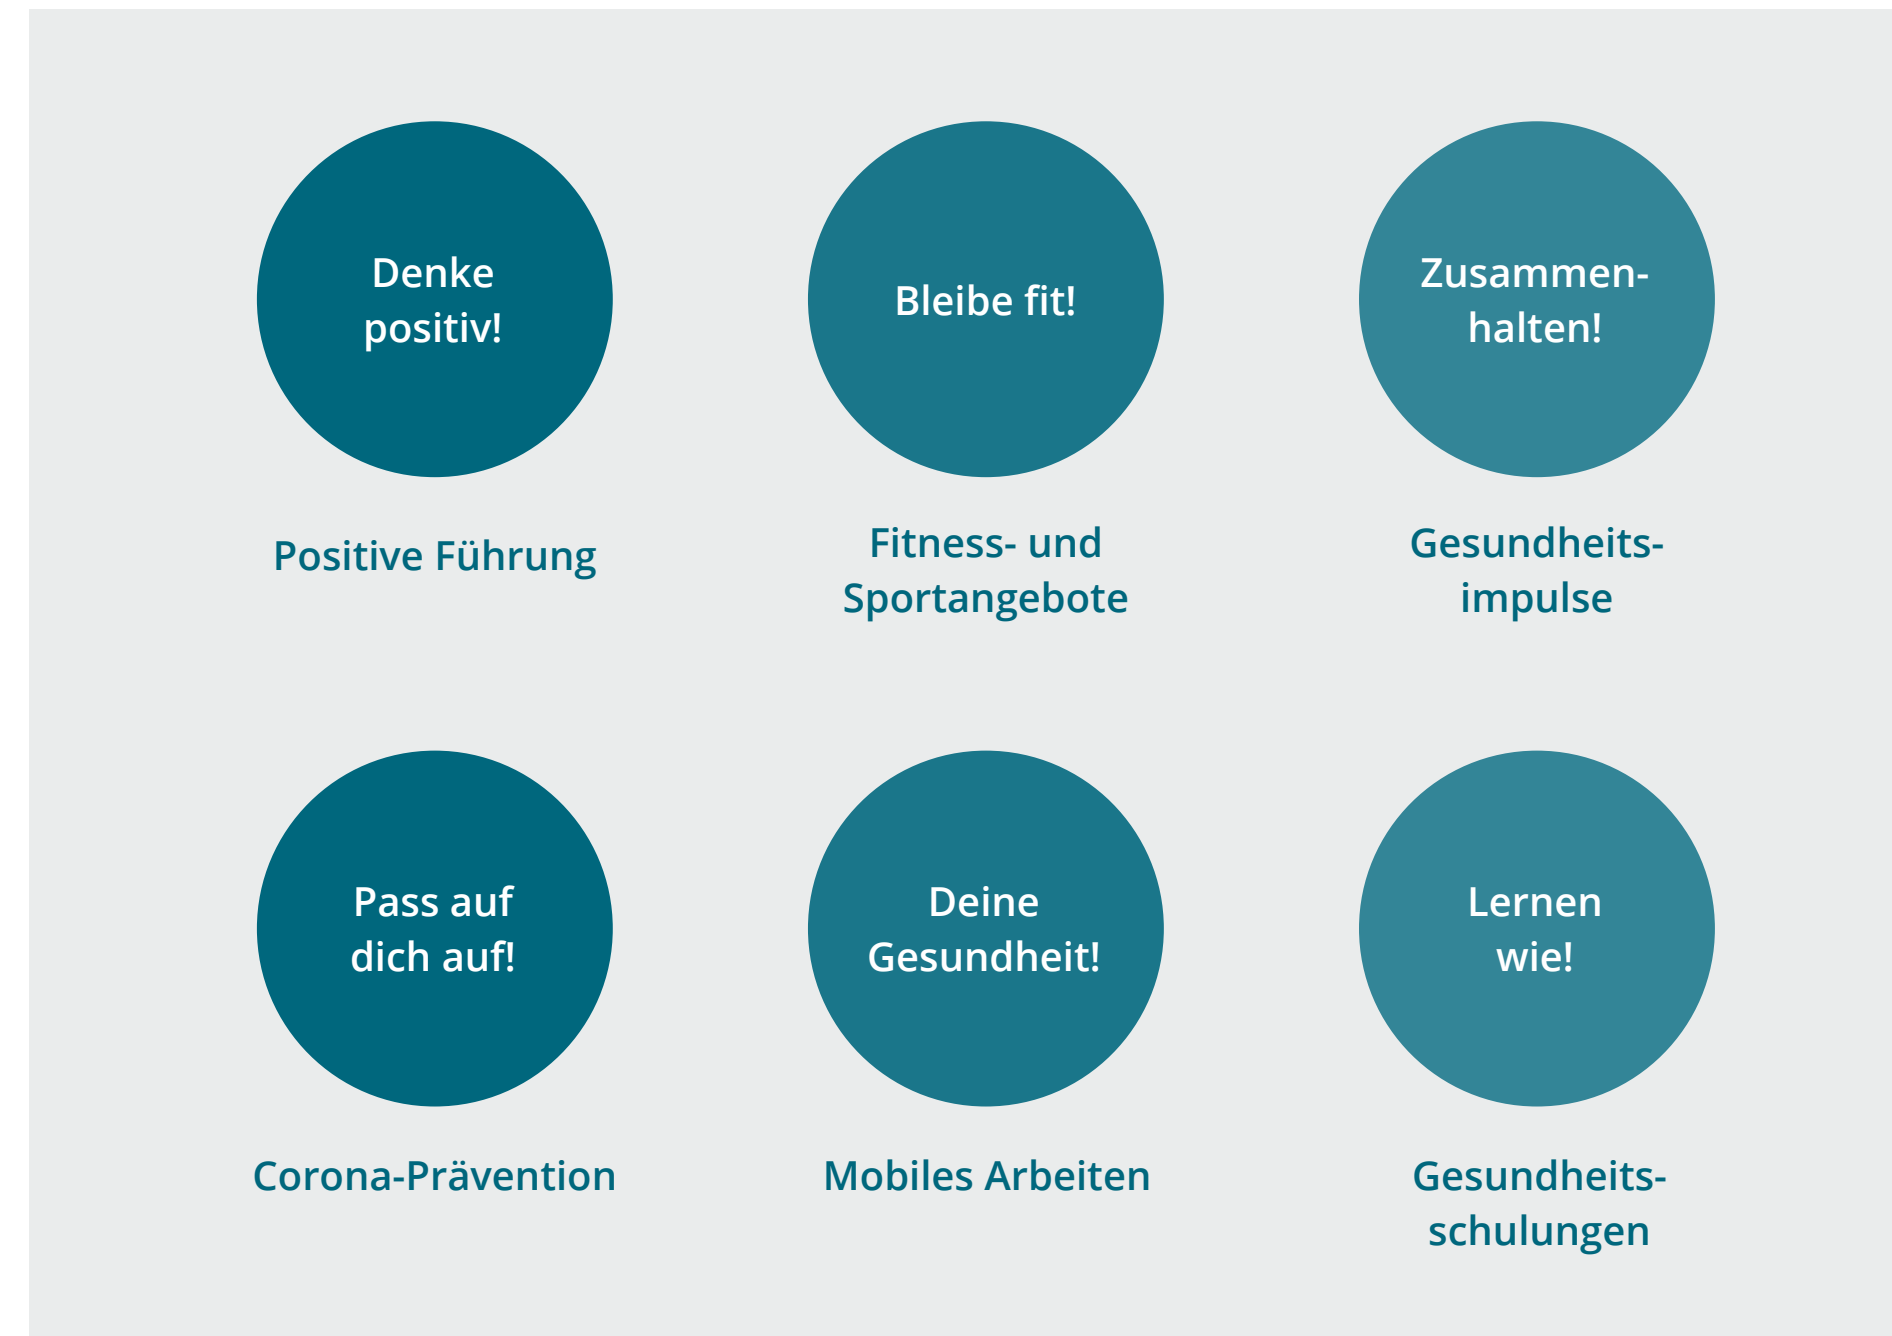 Denke
positiv!
Bleibe fit!
Zusammen-
halten!
Positive Führung
Fitness- und
Sportangebote
Gesundheits-
impulse
Pass auf
dich auf!
Deine
Gesundheit!
Lernen
wie!
Corona-Prävention
Mobiles Arbeiten
Gesundheits-
schulungen